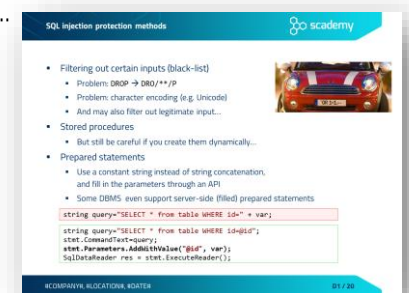 ..
SQL injection protection methods
scademy
Filtering out certain inputs (black-list)
Problem: DROP → DRO/**/P
Problem: character encoding (e.g. Unicode)
And may also filter out legitimate input…
Stored procedures
But still be careful if you create them dynamically…
Prepared statements
Use a constant string instead of string concatenation,
and fill in the parameters through an API
Some DBMS even support server-side (filled) prepared statements
string query="SELECT * from table WHERE id=" + var;
string query="SELECT * from table WHERE id=@id";
stmt.CommandText=query;
stmt.Parameters.AddWithValue("@id", var);
SqlDataReader res = stmt.ExecuteReader();
#COMPANY#, #LOCATION#, #DATE#
D1 / 20